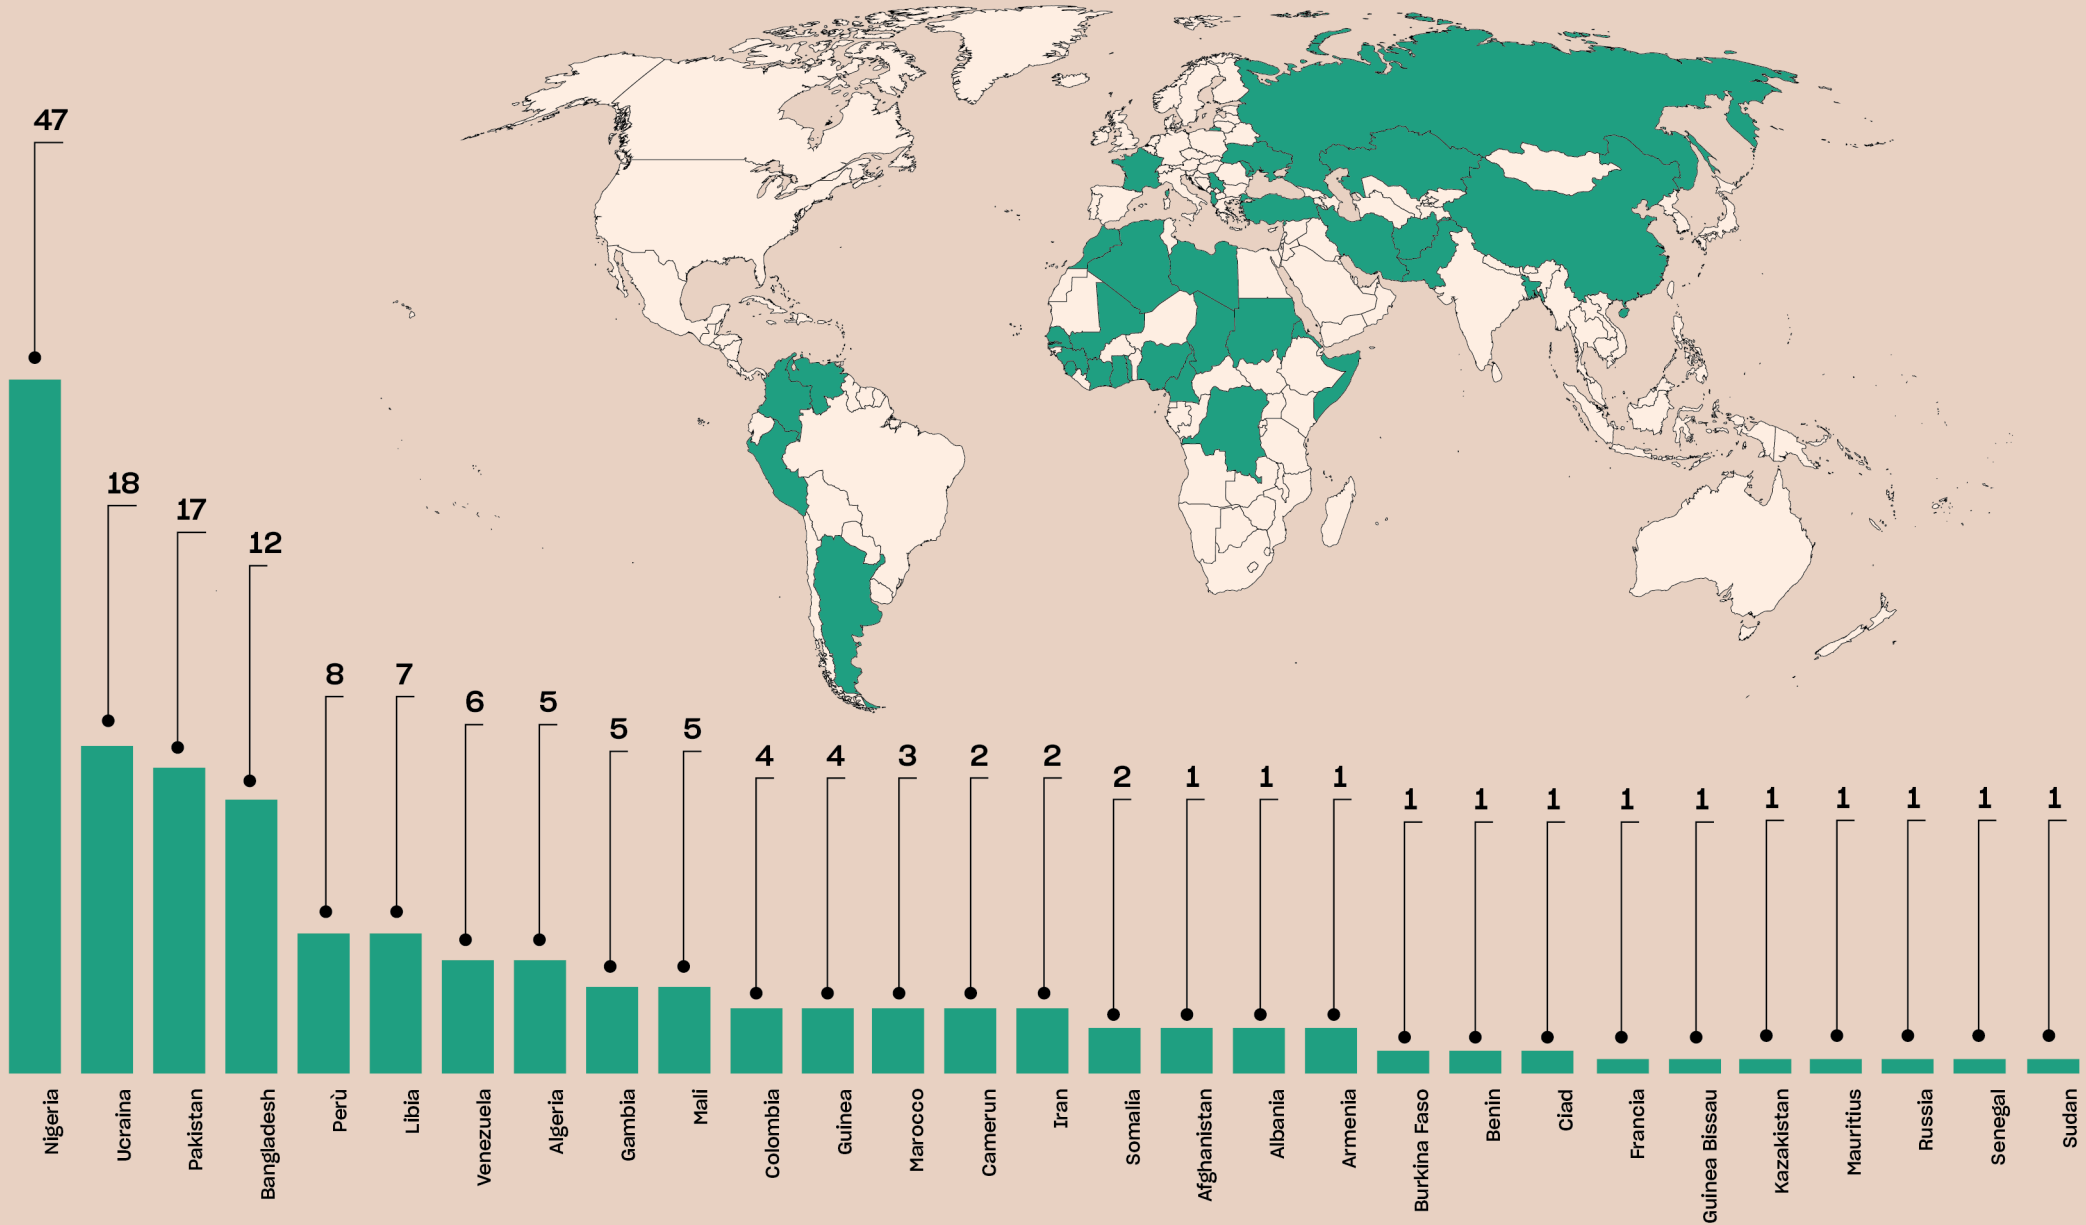 47
18
17
12
8
7
6
5
5
5
4
4
3
2
2
2
1
1
1
1
1
1
1
1
1
1
1
1
1
Nigeria
Ucraina
Pakistan
Bangladesh
Perù
Libia
Venezuela
Algeria
Gambia
Mali
Colombia
Guinea
Marocco
Camerun
Iran
Somalia
Afghanistan
Albania
Armenia
Burkina Faso
Benin
Ciad
Francia
Guinea Bissau
Kazakistan
Mauritius
Russia
Senegal
Sudan